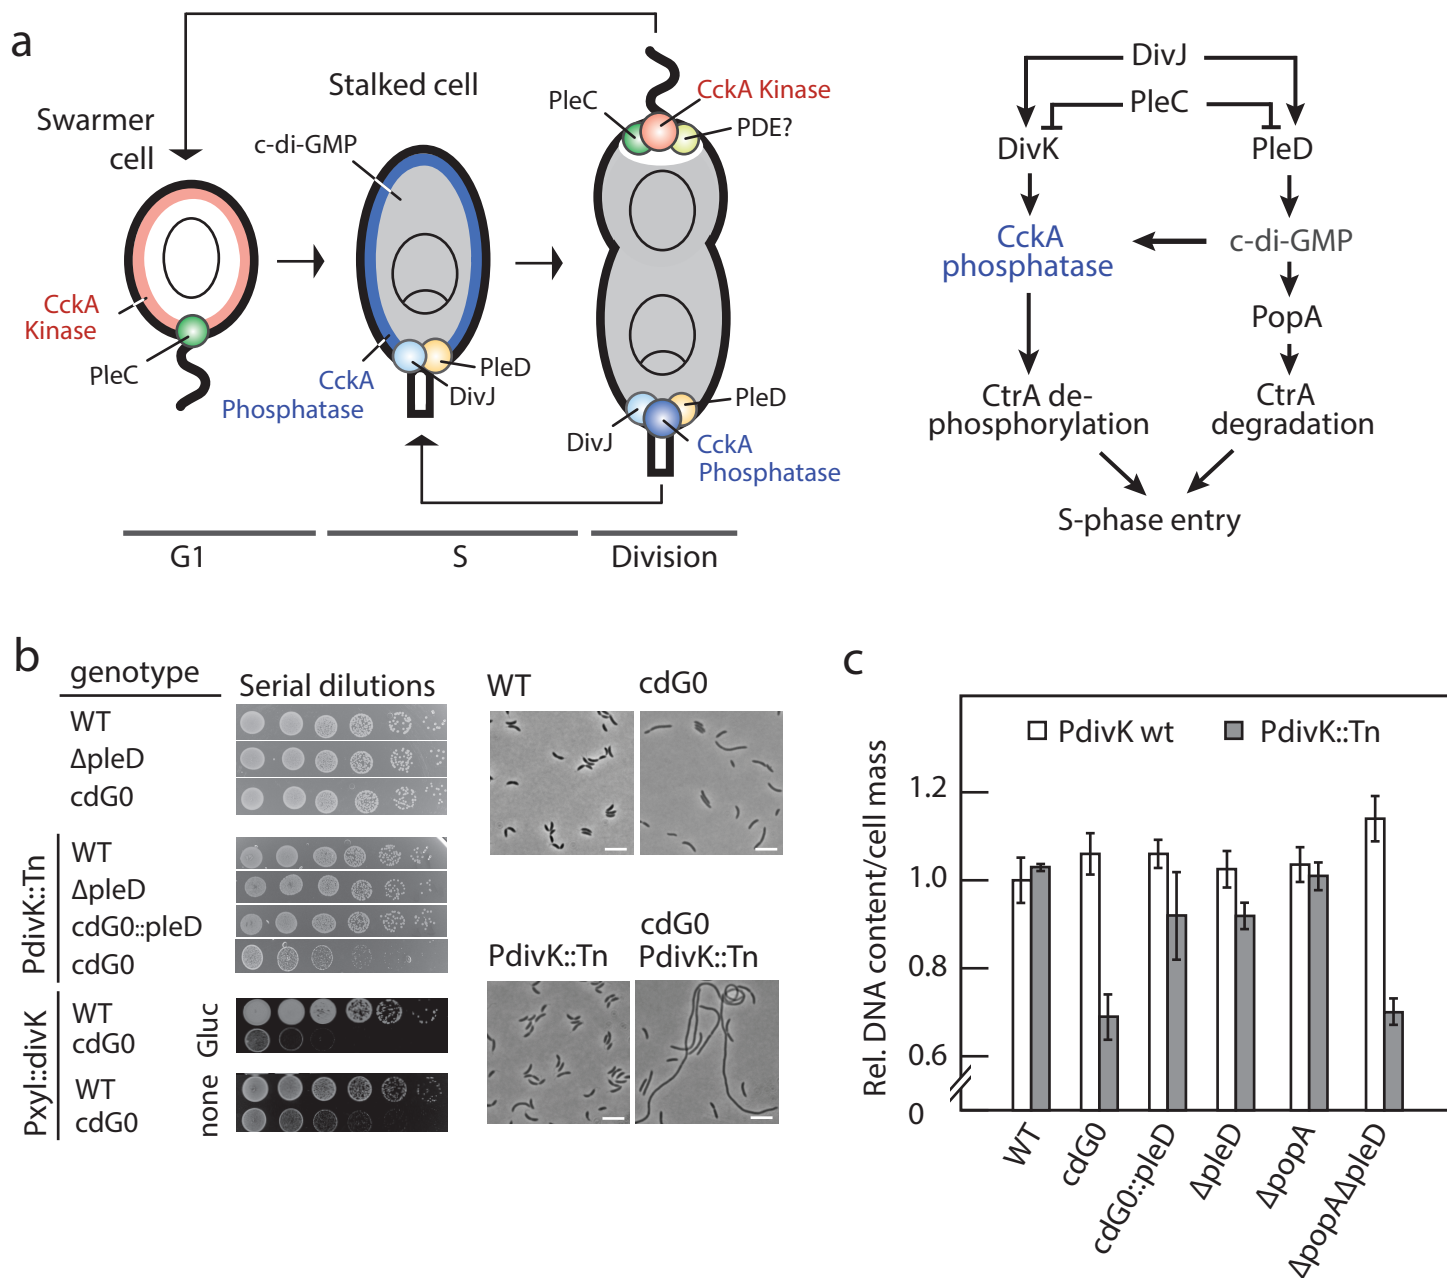 a
Swarmer
cell
CckA
Kinase
PleC
Stalked cell
c-di-GMP
CckA
Phosphatase
DivJ
PleD
PleC
CckA Kinase
PDE?
DivJ
PleD
CckA
Phosphatase
G1
S
Division
DivJ
PleC
DivK
PleD
CckA
phosphatase
c-di-GMP
PopA
CtrA de-
phosphorylation
CtrA
degradation
S-phase entry
b
genotype
Serial dilutions
WT
ΔpleD
cdG0
PdivK::Tn
WT
ΔpleD
cdG0::pleD
cdG0
Pxyl::divK
WT
cdG0
Gluc
WT
cdG0
none
WT
cdG0
PdivK::Tn
cdG0
PdivK::Tn
c
PdivK wt
PdivK::Tn
Rel. DNA content/cell mass
1.2
1.0
0.8
0.6
0
WT
cdG0
cdG0::pleD
ΔpleD
ΔpopA
ΔpopAΔpleD